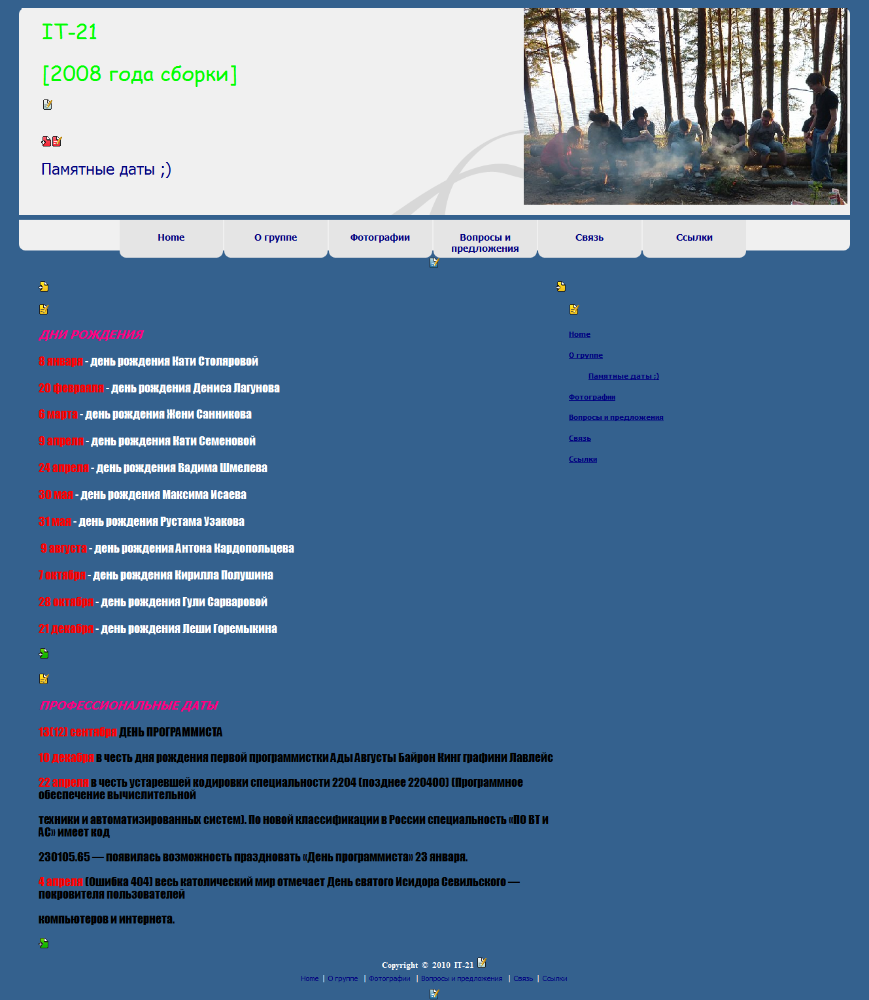 IT-21
[2008 года сборки]
Памятные даты ;)
Home
О группе
Фотографии
Вопросы и
предложения
Связь
Ссылки
ДНИ РОЖДЕНИЯ
8 января - день рождения Кати Столяровой
20 февраяля - день рождения Дениса Лагунова
6 марта - день рождения Жени Санникова
9 апреля - день рождения Кати Семеновой
24 апреля - день рождения Вадима Шмелева
30 мая - день рождения Максима Исаева
31 мая - день рождения Рустама Узакова
9 августа - день рождения Антона Кардопольцева
7 октября - день рождения Кирилла Полушина
28 октября - день рождения Гули Сарваровой
21 декабря - день рождения Леши Горемыкина
Home
О группе
Памятные даты ;)
Фотографии
Вопросы и предложения
Связь
Ссылки
ПРОФЕССИОНАЛЬНЫЕ ДАТЫ
13(12) сентября ДЕНЬ ПРОГРАММИСТА
10 декабря в честь дня рождения первой программистки Ады Августы Байрон Кинг графини Лавлейс
22 апреля в честь устаревшей кодировки специальности 2204 (позднее 220400) (Программное
обеспечение вычислительной
техники и автоматизированных систем). По новой классификации в России специальность «ПО ВТ и
АС» имеет код
230105.65 — появилась возможность праздновать «День программиста» 23 января.
4 апреля (Ошибка 404) весь католический мир отмечает День святого Исидора Севильского —
покровителя пользователей
компьютеров и интернета.
Copyright © 2010 IT-21
Home | О группе | Фотографии | Вопросы и предложения | Связь | Ссылки